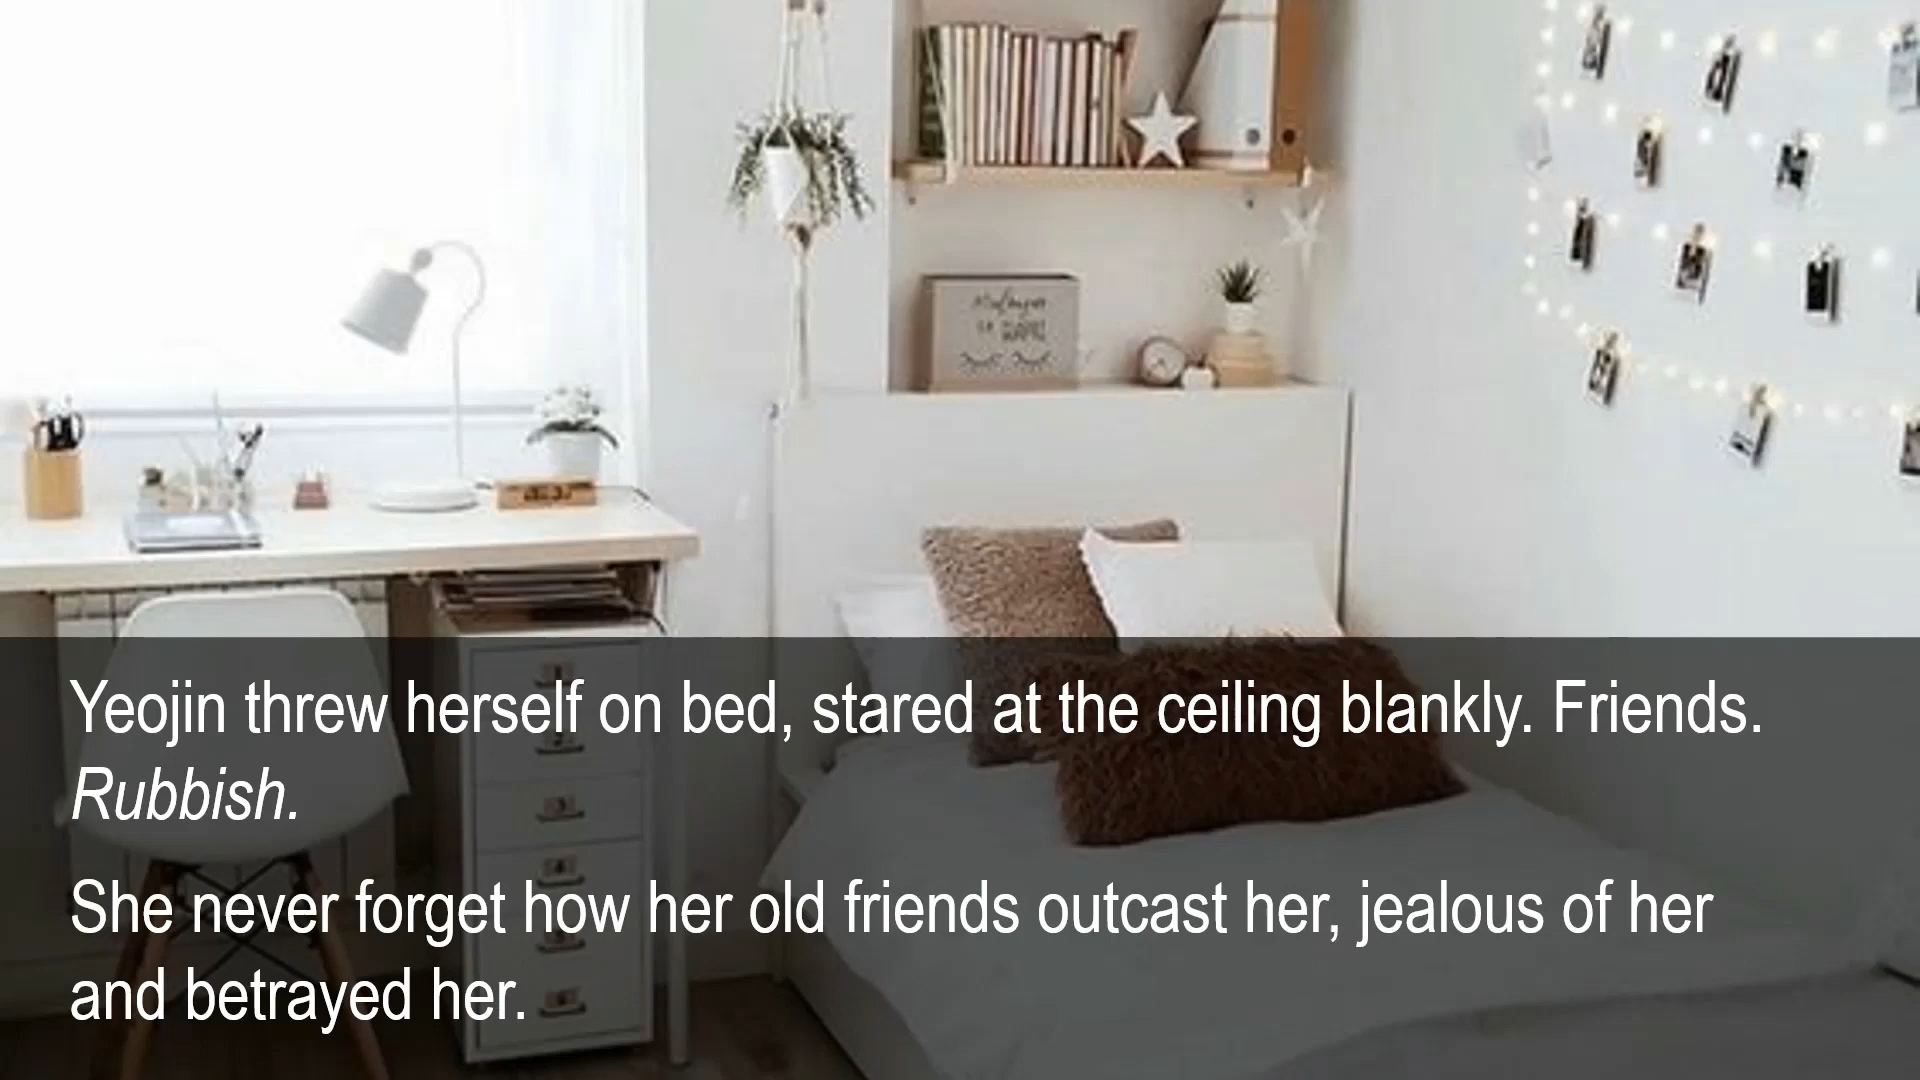 Yeojin threw herself on bed, stared at the ceiling blankly. Friends.
Rubbish.
She never forget how her old friends outcast her, jealous of her
and betrayed her.